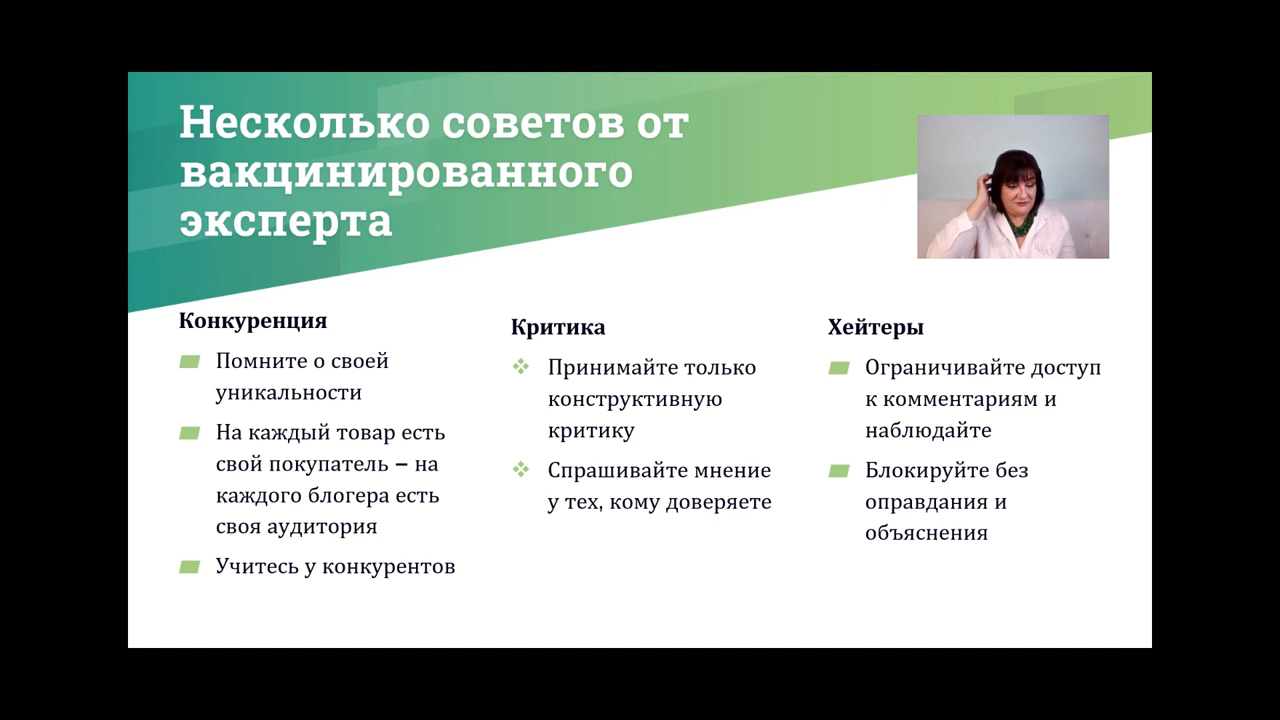 Несколько советов от
вакцинированного
эксперта
Конкуренция
Помните о своей
уникальности
На каждый товар есть
свой покупатель – на
каждого блогера есть
своя аудитория
Учитесь у конкурентов
Критика
Принимайте только
конструктивную
критику
Спрашивайте мнение
у тех, кому доверяете
Хейтеры
Ограничивайте доступ
к комментариям и
наблюдайте
Блокируйте без
оправдания и
объяснения